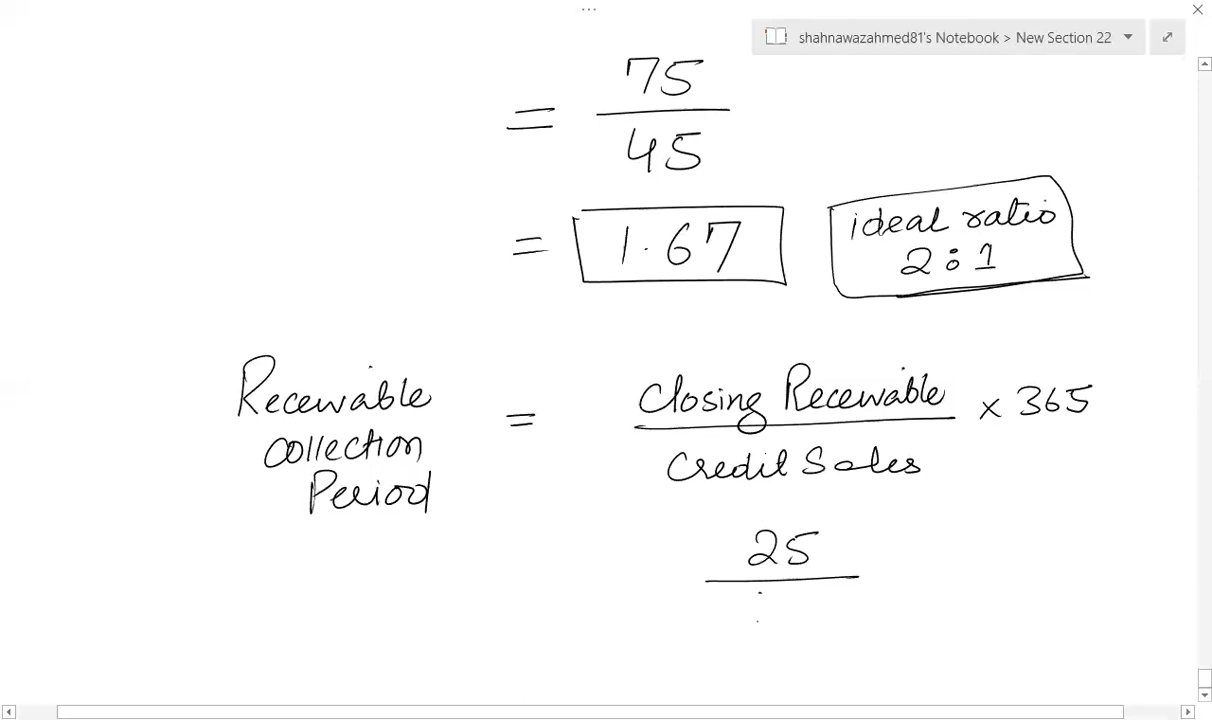 shahnawazahmed81's Notebook > New Section 22
= 75
45
= 1.67
ideal ratio
2:1
Receivable
collection
Period
= Closing Receivable × 365
Credit Sales
25